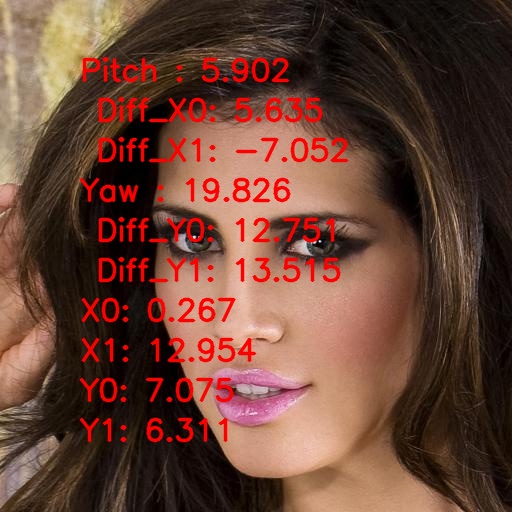 Pitch : 5.902
Diff_X0: 5.635
Diff_X1: -7.052
Yaw : 19.826
Diff_Y0: 12.751
Diff_Y1: 13.515
X0: 0.267
X1: 12.954
Y0: 7.075
Y1: 6.311